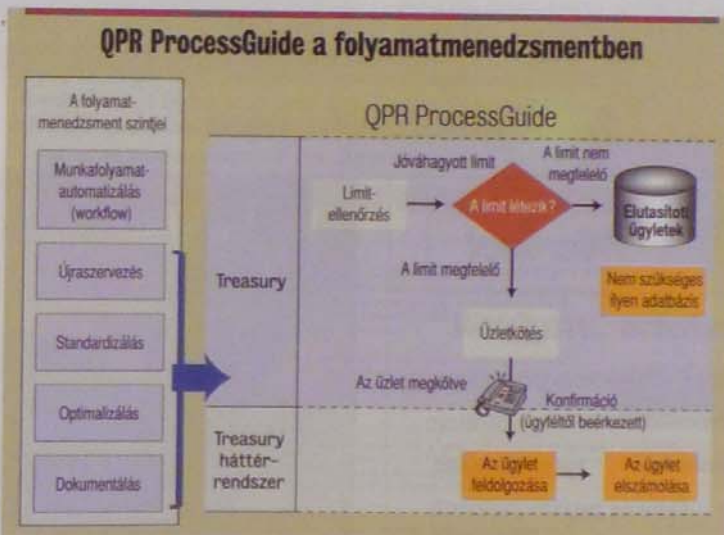 QPR ProcessGuide a folyamatmenedzsmentben
A folyamat-
menedzsment szintjei
Munkafolyamat-
automatizálás
(workflow)
Újraszervezés
Standardizálás
Optimalizálás
Dokumentálás
QPR ProcessGuide
Treasury
Limit-
ellenőrzés
Jóváhagyott limit
A limit létezik?
A limit nem
megfelelő
Elutasított
ügyletek
Nem szükséges
ilyen adatbázis
A limit megfelelő
Üzletkötés
Az üzlet megkötve
Konfirmáció
(ügyféltől beérkezett)
Treasury
háttér-
rendszer
Az ügylet
feldolgozása
Az ügylet
elszámolása